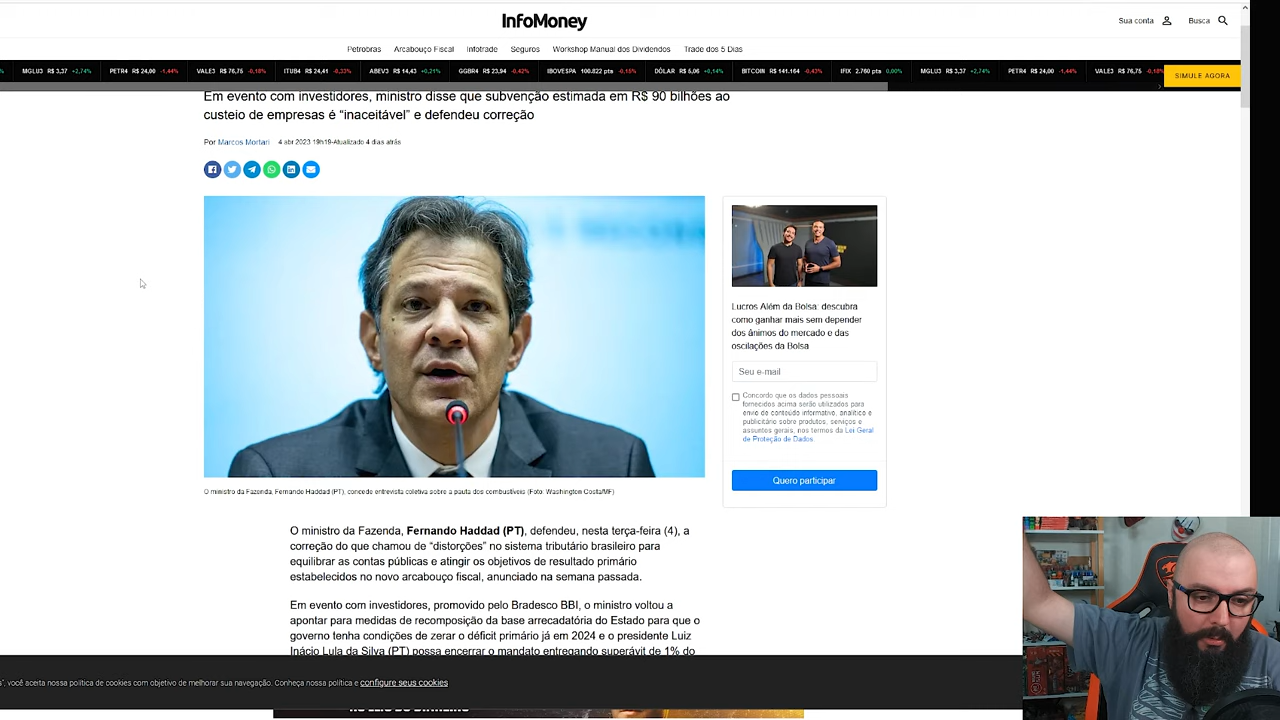 InfoMoney
Sua conta
Busca
Petrobras Arcabouço Fiscal Infotrade Seguros Workshop Manual dos Dividendos Trade dos 5 Dias
MGLU3 R$ 3,37 +2,74% PETR4 R$ 24,00 -1,44% VALE3 R$ 76,75 -0,18% ITUB4 R$ 24,41 -0,33% ABEV3 R$ 14,43 +0,21% GGBR4 R$ 23,94 -0,42% IBOVESPA 100.822 pts -0,15% DÓLAR R$ 5,06 +0,14% BITCOIN R$ 141.164 -0,43% IFIX 2.760 pts 0,00% MGLU3 R$ 3,37 +2,74% PETR4 R$ 24,00 -1,44% VALE3 R$ 76,75 -0,18%
SIMULE AGORA
Em evento com investidores, ministro disse que subvenção estimada em R$ 90 bilhões ao
custeio de empresas é “inaceitável” e defendeu correção
Por Marcos Mortari 4 abr 2023 19h19-Atualizado 4 dias atrás
O ministro da Fazenda, Fernando Haddad (PT), concede entrevista coletiva sobre a pauta dos combustíveis (Foto: Washington Costa/MF)
Lucros Além da Bolsa: descubra
como ganhar mais sem depender
dos ânimos do mercado e das
oscilações da Bolsa
Seu e-mail
Concordo que os dados pessoais
fornecidos acima serão utilizados para
envio de conteúdo informativo, analítico e
publicitário sobre produtos, serviços e
assuntos gerais, nos termos da Lei Geral
de Proteção de Dados.
Quero participar
O ministro da Fazenda, Fernando Haddad (PT), defendeu, nesta terça-feira (4), a
correção do que chamou de “distorções” no sistema tributário brasileiro para
equilibrar as contas públicas e atingir os objetivos de resultado primário
estabelecidos no novo arcabouço fiscal, anunciado na semana passada.
Em evento com investidores, promovido pelo Bradesco BBI, o ministro voltou a
apontar para medidas de recomposição da base arrecadatória do Estado para que o
governo tenha condições de zerar o déficit primário já em 2024 e o presidente Luiz
Inácio Lula da Silva (PT) possa encerrar o mandato entregando superávit de 1% do
", você aceita nossa política de cookies com objetivo de melhorar sua navegação. Conheça nossa política e configure seus cookies